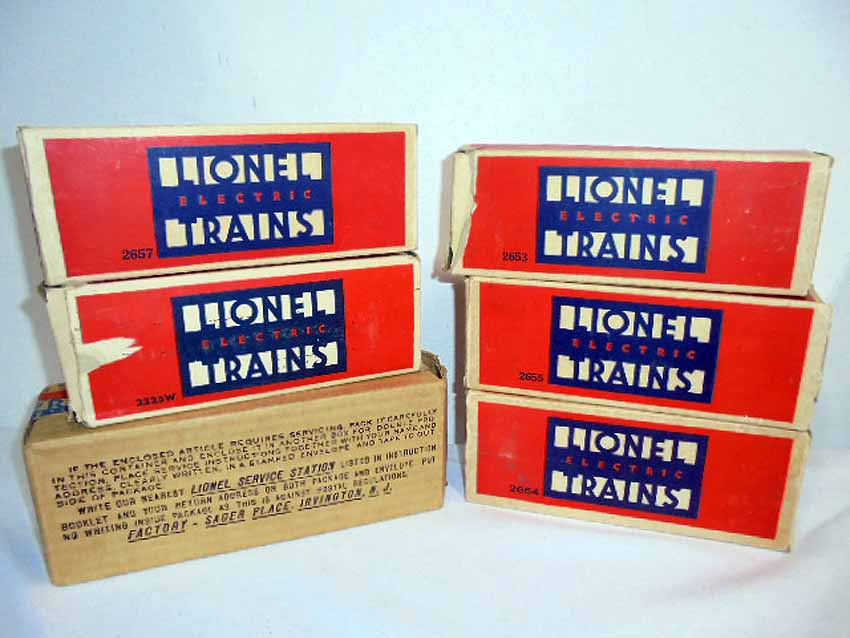 LIONEL
ELECTRIC
TRAINS
2657
LIONEL
ELECTRIC
TRAINS
IF THE ENCLOSED ARTICLE REQUIRES SERVICING, PACK IT CAREFULLY
IN THIS CONTAINER AND ENCLOSE IN ANOTHER BOX FOR DOUBLE PRO-
TECTION. PLACE SERVICE INSTRUCTIONS TOGETHER WITH YOUR NAME AND
ADDRESS, CLEARLY WRITTEN, IN A STAMPED ENVELOPE AND TAPE TO OUT-
SIDE OF PACKAGE.
WRITE OUR NEAREST LIONEL SERVICE STATION LISTED IN INSTRUCTION
BOOKLET AND YOUR RETURN ADDRESS ON BOTH PACKAGE AND ENVELOPE. PUT
NO WRITING INSIDE PACKAGE AS THIS IS AGAINST POSTAL REGULATIONS.
FACTORY - SAGER PLACE, IRVINGTON, N. J.
LIONEL
ELECTRIC
TRAINS
2653
LIONEL
ELECTRIC
TRAINS
2655
LIONEL
ELECTRIC
TRAINS